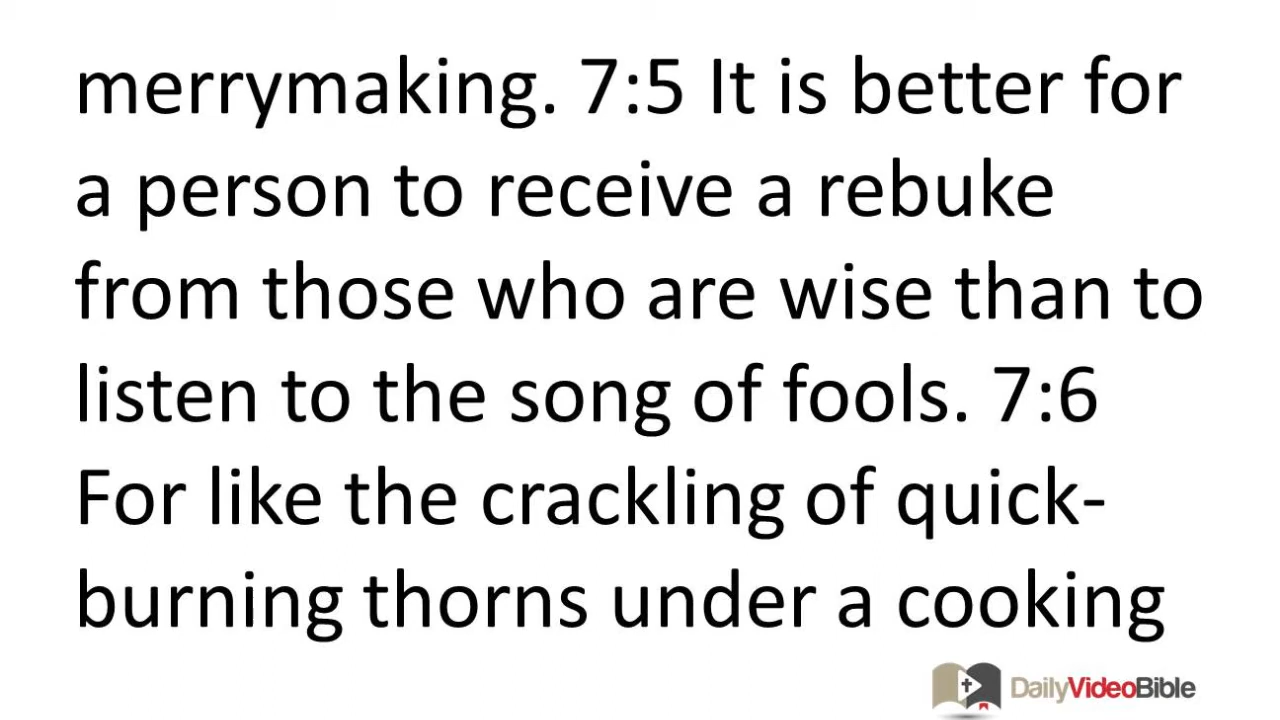 merrymaking. 7:5 It is better for
a person to receive a rebuke
from those who are wise than to
listen to the song of fools. 7:6
For like the crackling of quick-
burning thorns under a cooking
DailyVideoBible